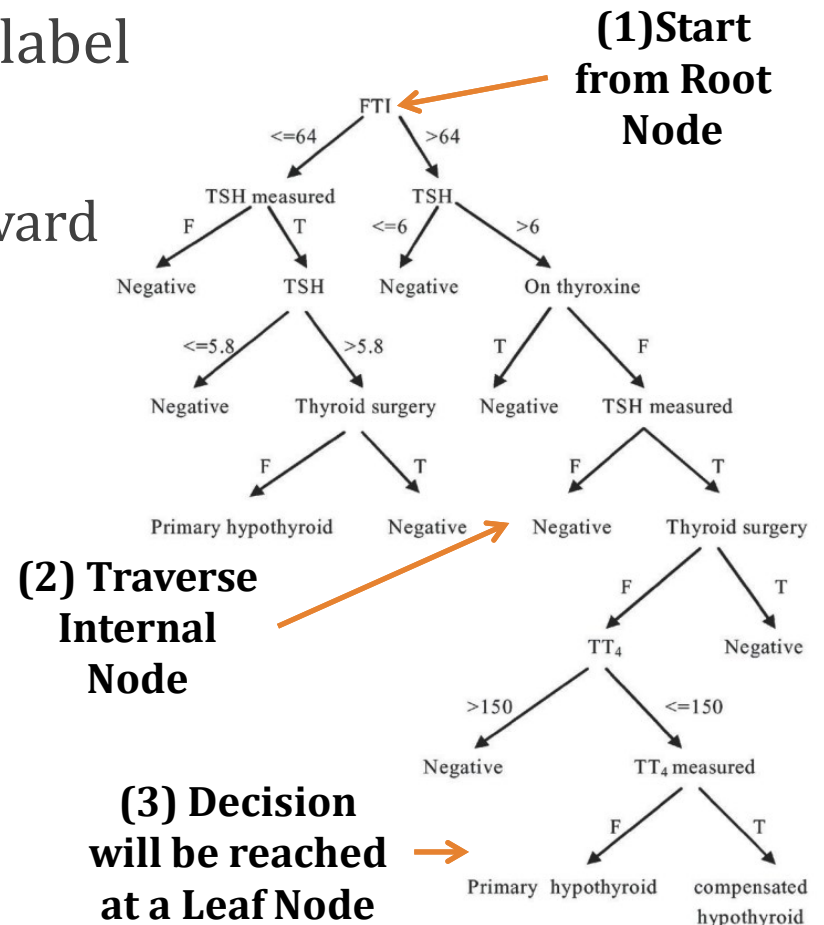 label
(1)Start
from Root
Node
FTI
<=64
>64
ward
TSH measured
TSH
F
T
<=6
>6
Negative
TSH
Negative
On thyroxine
<=5.8
>5.8
T
F
Negative
Thyroid surgery
Negative
TSH measured
F
T
F
T
Primary hypothyroid
Negative
Negative
Thyroid surgery
(2) Traverse
Internal
Node
F
T
TT₄
Negative
>150
<=150
Negative
TT₄ measured
(3) Decision
will be reached
at a Leaf Node
F
T
Primary hypothyroid
compensated
hypothyroid